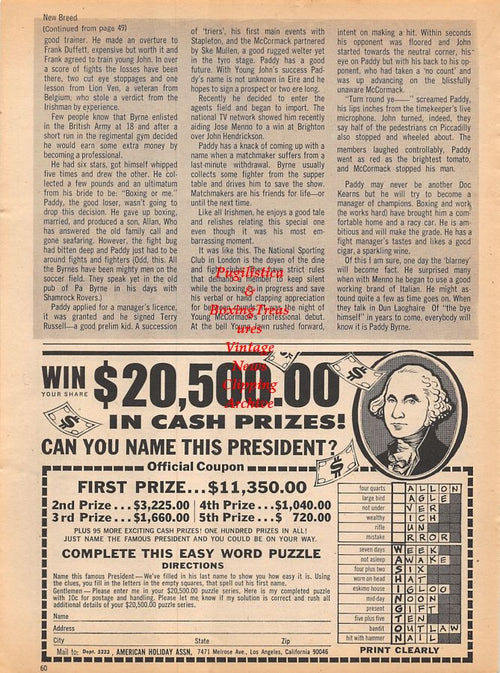 New Breed
(Continued from page 49)
good trainer. He made an overture to
Frank Duffett, expensive but worth it and
Frank agreed to train young John. In over
a score of fights the losses have been
there, two cut eye stoppages and one
lesson from Lion Ven, a veteran from
Belgium, who stole a verdict from the
Irishman by experience.
Few people know that Byrne enlisted
in the British Army at 18 and after a
short run in the regimental gym decided
he would earn some extra money by
becoming a professional.
He had six stars, got himself whipped
five times and drew the other. He col-
lected a few pounds and an ultimatum
from his bride to be: "Boxing or me."
Paddy, the good loser, wasn't going to
drop this decision. He gave up boxing,
married, and produced a son, Allan, Who
has answered the old family call and
gone seafaring. However, the fight bug
had bitten deep and Paddy just had to be
around fights and fighters (Odd, this. All
the Byrnes have been mighty men on the
soccer field. They speak yet in the old
pub of Pa Byrne in his days with
Shamrock Rovers.)
Paddy applied for a manager's licence,
it was granted and he signed Terry
Russell—a good prelim kid. A succession
of 'triers', his first main events with
Stapleton, and the McCormack partnered
by Ske Mullen, a good rugged welter yet
in the tyro stage. Paddy has a good
future. With Young John's success Pad-
dy's name is not unknown in Eire and he
hopes to sign a prospect or two ere long.
Recently he decided to enter the
agents field and began to import. The
national TV network showed him recently
aiding Jose Menno to a win at Brighton
over John Hendrickson.
Paddy has a knack of coming up with a
name when a matchmaker suffers from a
last-minute withdrawal. Byrne usually
collects some fighter from the supper
table and drives him to save the show.
Matchmakers are his friends for life—or
until the next time.
Like all Irishmen, he enjoys a good tale
and relishes relating this special one
even though it was his most em-
barrassing moment.
It was like this. The National Sporting
Club in London is the doyen of the dine
and fight clubs. They have strict rules
that demand a member to keep silent
while the boxing is in progress and save
his verbal or hand clapping appreciation
for between rounds. It was the night of
Young McCormack's professional debut.
At the bell Young Jawn rushed forward,
intent on making a hit. Within seconds
his opponent was floored and John
started towards the neutral corner, his
eye on Paddy but with his back to his op-
ponent, who had taken a 'no count' and
was up advancing on the blissfully
unaware McCormack.
"Turn round ye———" screamed Paddy,
his lips inches from the timekeeper's live
microphone. John turned, indeed, they
say half of the pedestrians on Piccadilly
also stopped and wheeled about. The
members laughed controllably, Paddy
went as red as the brightest tomato,
and McCormack stopped his man.
Paddy may never be another Doc
Kearns but he will try to become a
manager of champions. Boxing and work
(he works hard) have brought him a com-
fortable home and a racy car. He is am-
bitious and will make the grade. He has a
fight manager's tastes and likes a good
cigar, a sparkling wine.
Of this I am sure, one day the 'blarney'
will become fact. He surprised many
when with Menno he began to use a good
working brand of Italian. He might as-
tound quite a few as time goes on. When
they talk in Dun Laoghaire Of "the bye
himself" in years to come, everybody will
know it is Paddy Byrne.
Pugilistica
&
BoxingTreas
ures
Vintage
News
Clipping
Archive
WIN
YOUR SHARE
$20,500.00
IN CASH PRIZES!
CAN YOU NAME THIS PRESIDENT?
Official Coupon
FIRST PRIZE...$11,350.00
2nd Prize...$3,225.00 | 4th Prize...$1,040.00
3rd Prize...$1,660.00 | 5th Prize...$ 720.00
PLUS 95 MORE EXCITING CASH PRIZES! ONE HUNDRED PRIZES IN ALL!
JUST NAME THE FAMOUS PRESIDENT AND YOU COULD BE ON YOUR WAY.
COMPLETE THIS EASY WORD PUZZLE
DIRECTIONS
Name this famous President—We've filled in his last name to show you how easy it is. Using
the clues, you fill in the letters in the empty squares, that spell out his first name.
Gentlemen—Please enter me in your $20,500.00 puzzle series. Here is my completed puzzle
with 10c for postage and handling. Please let me know if my solution is correct and rush all
additional details of your $20,500.00 puzzle series.
Name
Address
City State Zip
Mail to: Dept. 5223, AMERICAN HOLIDAY ASSN, 7471 Melrose Ave., Los Angeles, California 90046
four quarts ALLON
large bird AGLE
not under VER
wealthy ICH
rifle UN
mistake RROR
seven days WEEK
not asleep AWAKE
four plus two SIX
worn on head HAT
eskimo house IGLOO
mid-day NOON
present GIFT
five plus five TEN
bandit OUTLAW
hit with hammer NAIL
PRINT CLEARLY
60